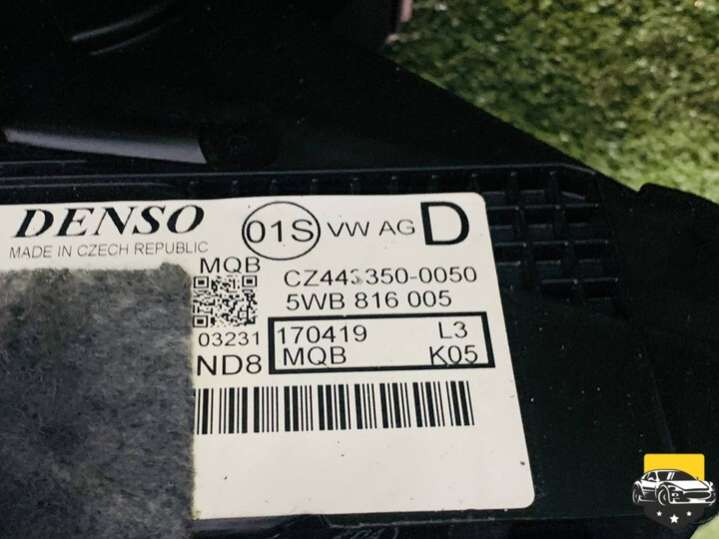 DENSO
MADE IN CZECH REPUBLIC
01S VW AG D
MQB
CZ443350-0050
5WB 816 005
03231
170419 L3
ND8
MQB K05